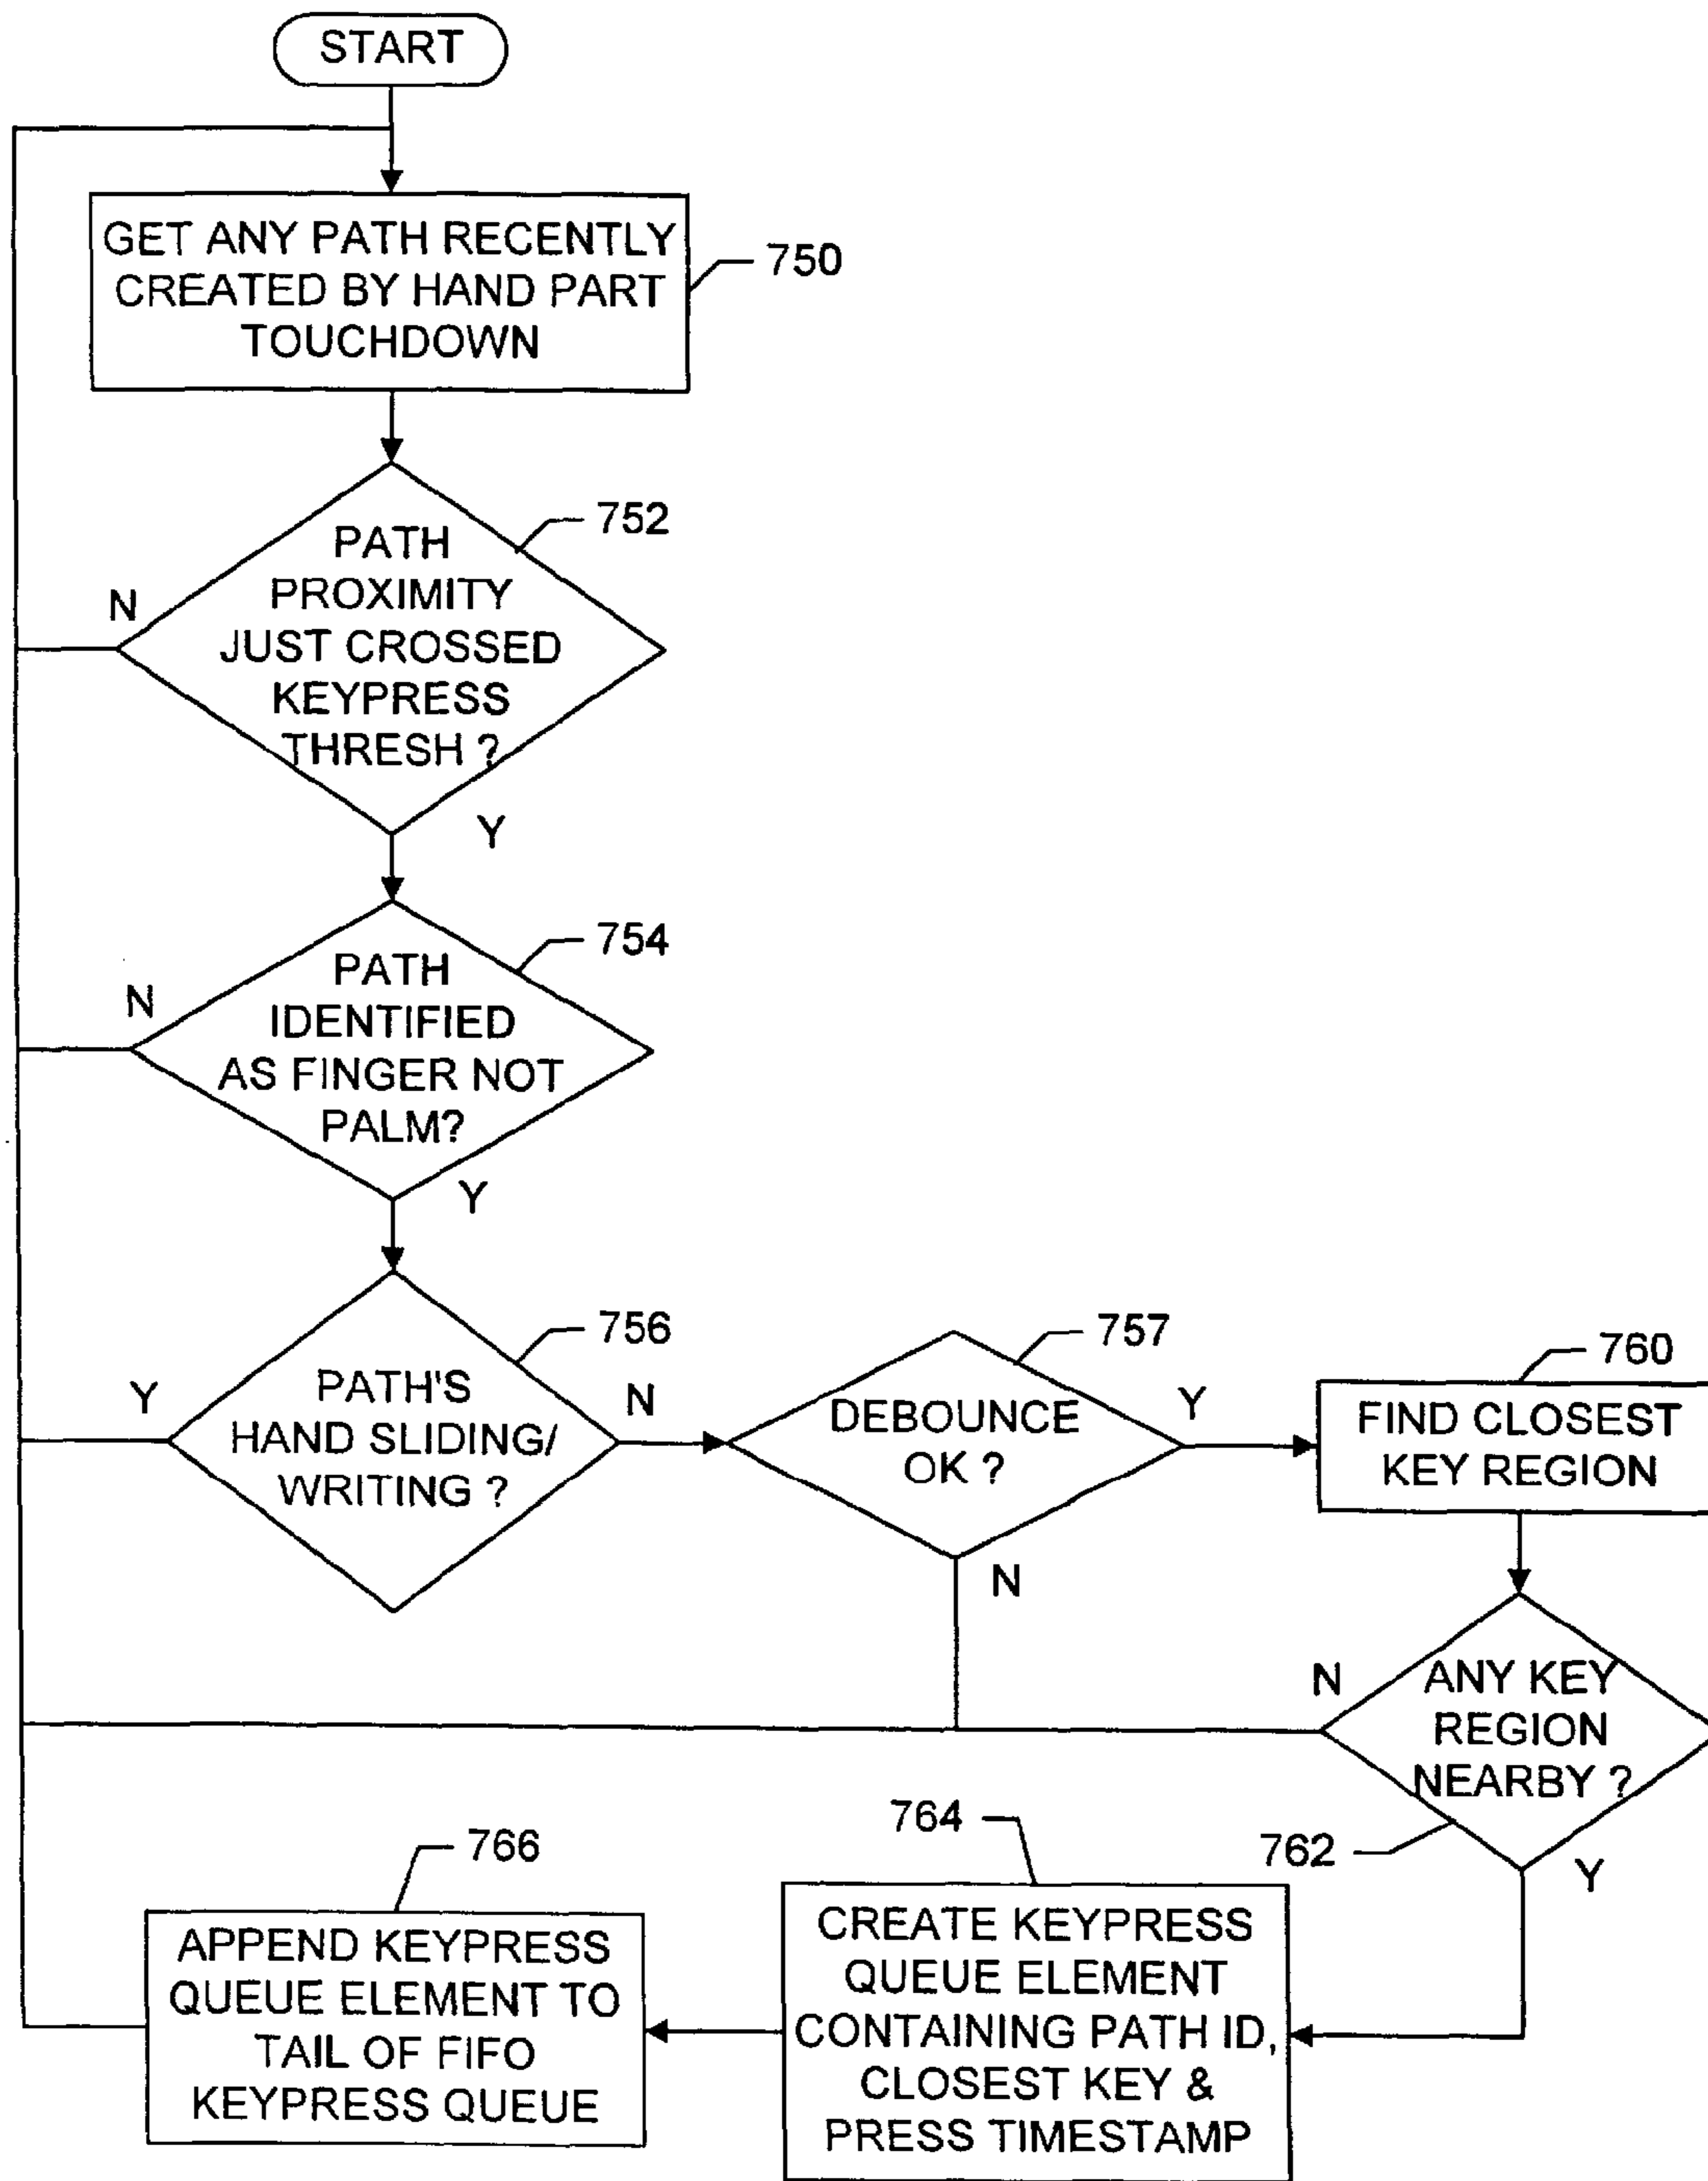 START
GET ANY PATH RECENTLY
CREATED BY HAND PART
TOUCHDOWN
750
752
PATH
PROXIMITY
JUST CROSSED
KEYPRESS
THRESH ?
N
Y
754
PATH
IDENTIFIED
AS FINGER NOT
PALM?
N
Y
756
PATH'S
HAND SLIDING/
WRITING ?
Y
N
757
DEBOUNCE
OK ?
Y
N
760
FIND CLOSEST
KEY REGION
ANY KEY
REGION
NEARBY ?
N
762
Y
764
CREATE KEYPRESS
QUEUE ELEMENT
CONTAINING PATH ID,
CLOSEST KEY &
PRESS TIMESTAMP
766
APPEND KEYPRESS
QUEUE ELEMENT TO
TAIL OF FIFO
KEYPRESS QUEUE